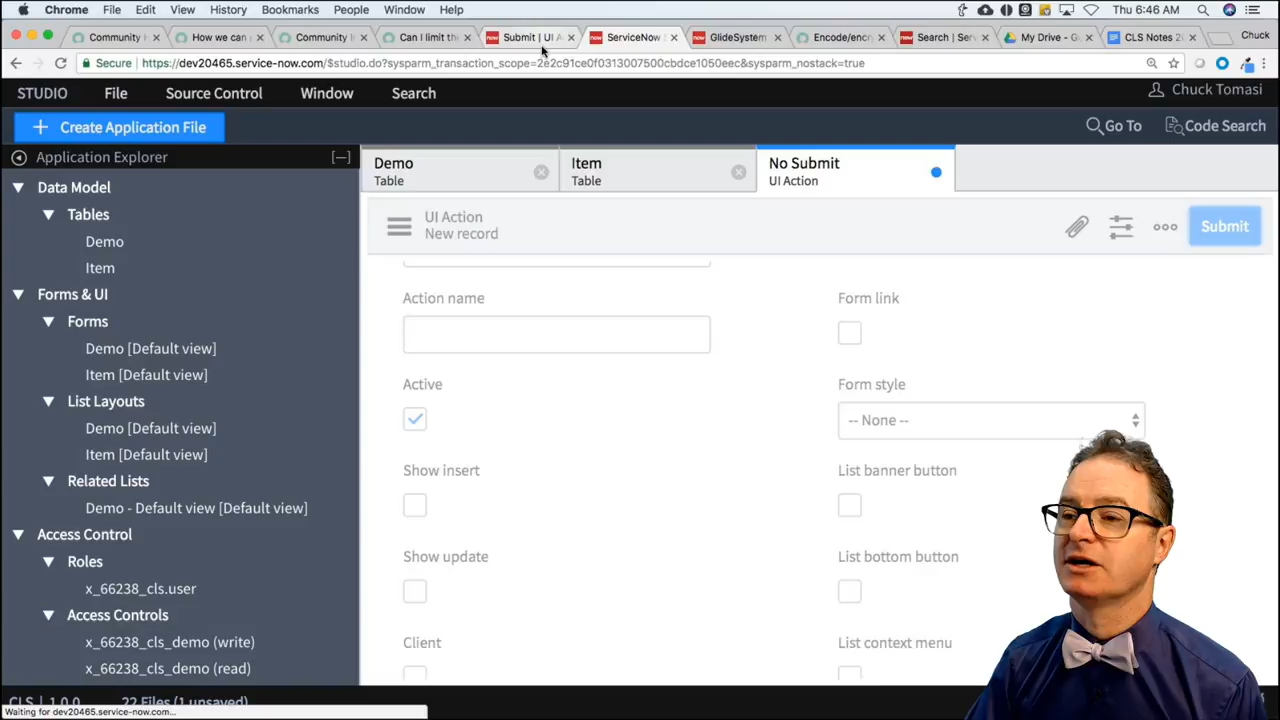 Chrome File Edit View History Bookmarks People Window Help Thu 6:46 AM
Community H How we can Community In Can I limit the Submit | UI A ServiceNow GlideSystem Encode/encry Search | Serv My Drive - Go CLS Notes 2 Chuck
Secure https://dev20465.service-now.com/$studio.do?sysparm_transaction_scope=2e2c91ce0f0313007500cbdce1050eec&sysparm_nostack=true
STUDIO File Source Control Window Search Chuck Tomasi
Create Application File Go To Code Search
Application Explorer [—]
Demo
Table
Item
Table
No Submit
UI Action
Data Model
Tables
Demo
Item
Forms & UI
Forms
Demo [Default view]
Item [Default view]
List Layouts
Demo [Default view]
Item [Default view]
Related Lists
Demo - Default view [Default view]
Access Control
Roles
x_66238_cls.user
Access Controls
x_66238_cls_demo (write)
x_66238_cls_demo (read)
UI Action
New record
Submit
Action name
Form link
Active
Form style
-- None --
Show insert
List banner button
Show update
List bottom button
Client
List context menu
CLS | 1.0.0 22 Files (1 unsaved)
Waiting for dev20465.service-now.com...